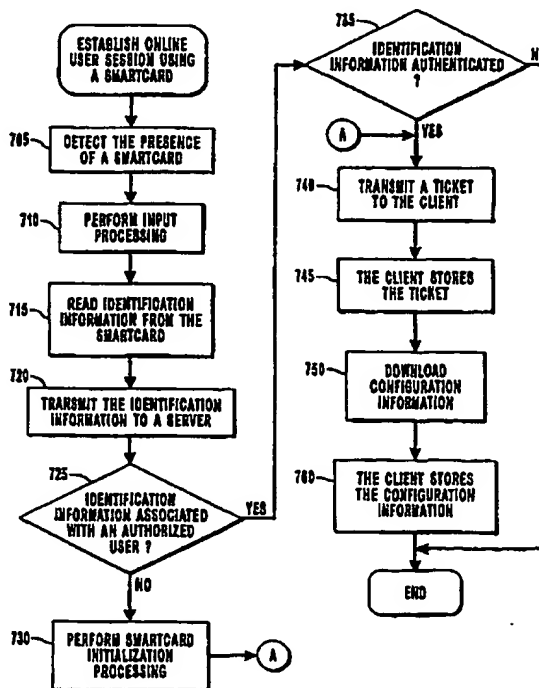 ESTABLISH ONLINE
USER SESSION USING
A SMARTCARD
705
DETECT THE PRESENCE
OF A SMARTCARD
710
PERFORM INPUT
PROCESSING
715
READ IDENTIFICATION
INFORMATION FROM THE
SMARTCARD
720
TRANSMIT THE IDENTIFICATION
INFORMATION TO A SERVER
725
IDENTIFICATION
INFORMATION ASSOCIATED
WITH AN AUTHORIZED
USER ?
YES
NO
730
PERFORM SMARTCARD
INITIALIZATION
PROCESSING
A
735
IDENTIFICATION
INFORMATION AUTHENTICATED
?
YES
A
740
TRANSMIT A TICKET
TO THE CLIENT
745
THE CLIENT STORES
THE TICKET
750
DOWNLOAD
CONFIGURATION
INFORMATION
760
THE CLIENT STORES
THE CONFIGURATION
INFORMATION
END